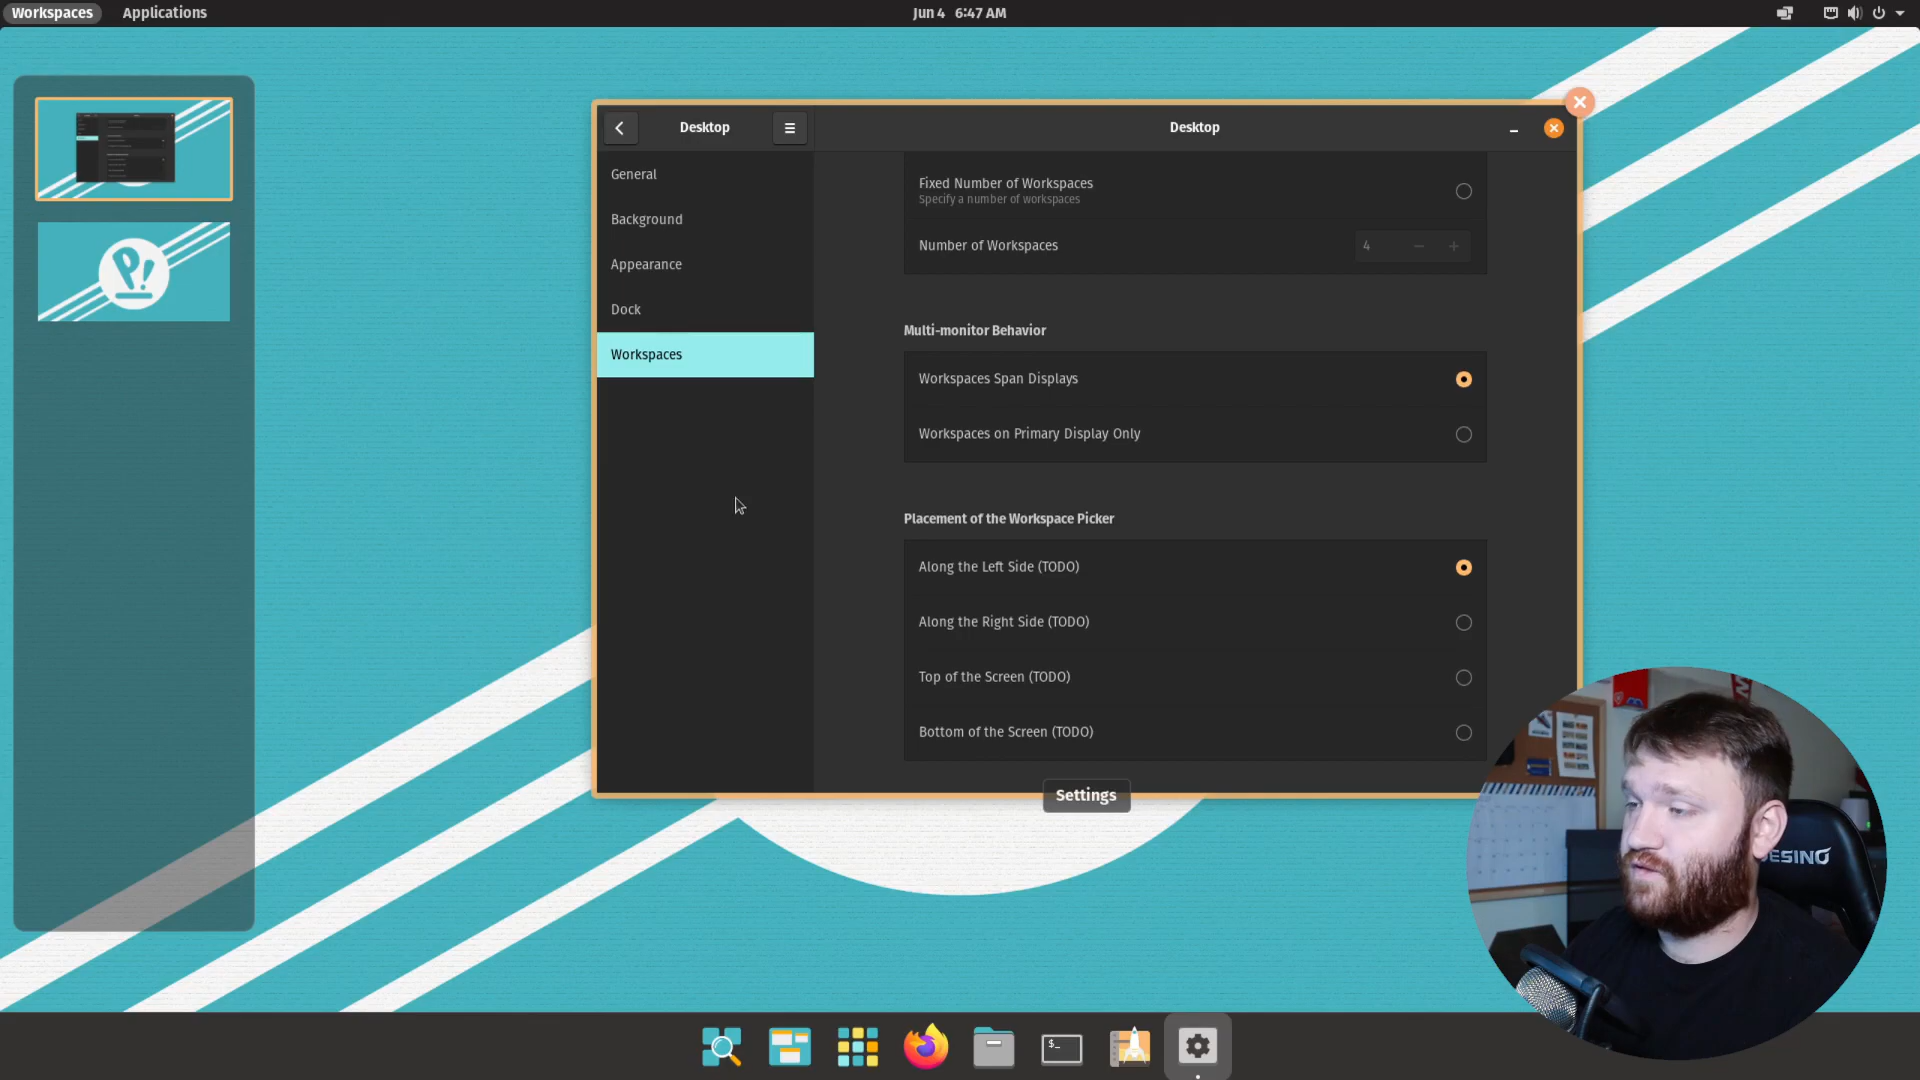 Workspaces
Applications
Jun 4 6:47 AM
Desktop
Desktop
General
Background
Appearance
Dock
Workspaces
Fixed Number of Workspaces
Specify a number of workspaces
Number of Workspaces
4
Multi-monitor Behavior
Workspaces Span Displays
Workspaces on Primary Display Only
Placement of the Workspace Picker
Along the Left Side (TODO)
Along the Right Side (TODO)
Top of the Screen (TODO)
Bottom of the Screen (TODO)
Settings
P!
$_